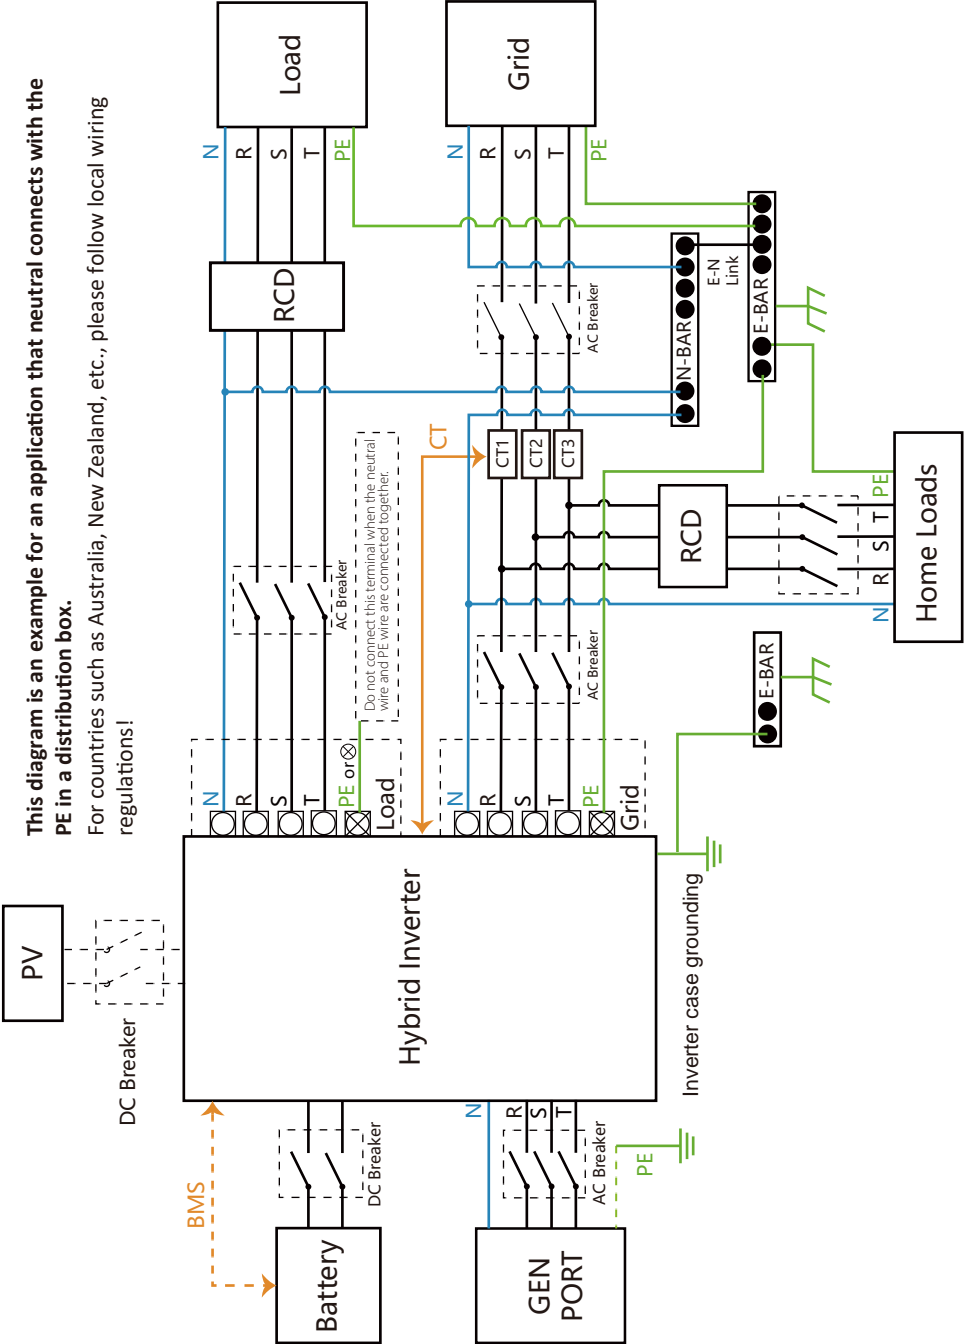 This diagram is an example for an application that neutral connects with the
PE in a distribution box.
For countries such as Australia, New Zealand, etc., please follow local wiring
regulations!
PV
DC Breaker
BMS
Battery
DC Breaker
GEN
PORT
N
R
S
T
AC Breaker
PE
Hybrid Inverter
Inverter case grounding
N
R
S
T
PE or
Load
N
R
S
T
PE
Grid
AC Breaker
Do not connect this terminal when the neutral
wire and PE wire are connected together.
RCD
N
R
S
T
PE
Load
CT
AC Breaker
CT1
CT2
CT3
AC Breaker
N
R
S
T
PE
Grid
N-BAR
E-N
Link
E-BAR
RCD
N
R
S
T
PE
Home Loads
E-BAR